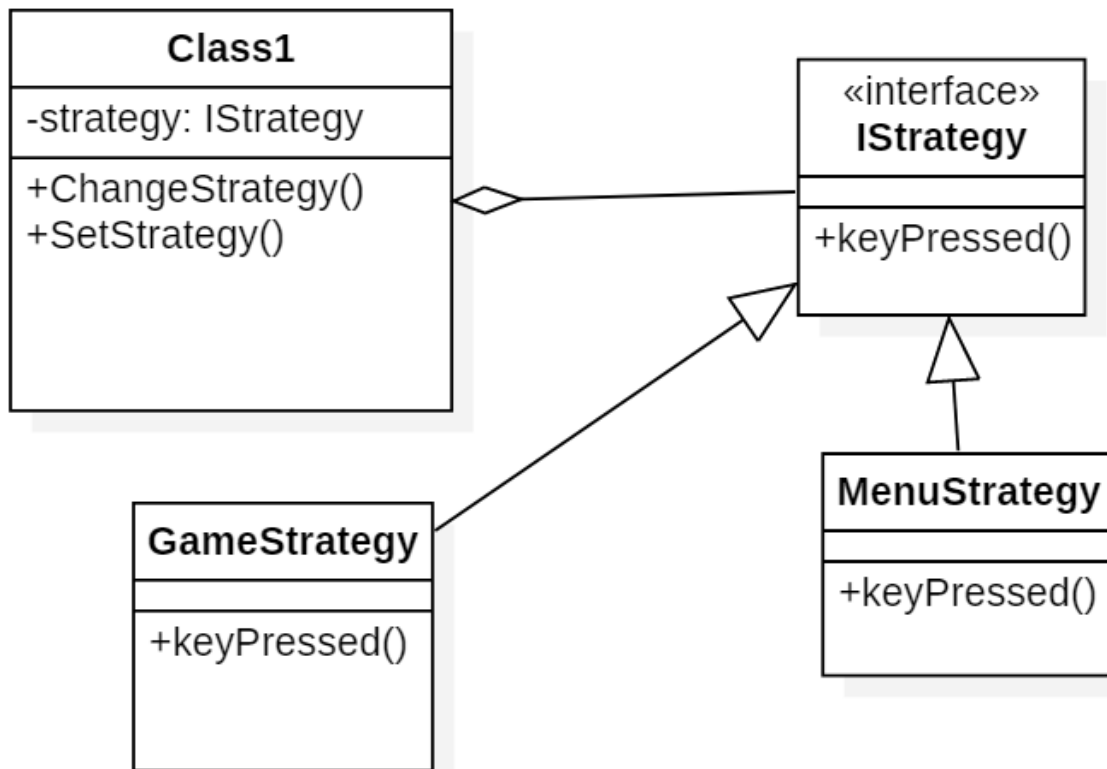 Class1
-strategy: IStrategy
+ChangeStrategy()
+SetStrategy()
«interface»
IStrategy
+keyPressed()
GameStrategy
+keyPressed()
MenuStrategy
+keyPressed()